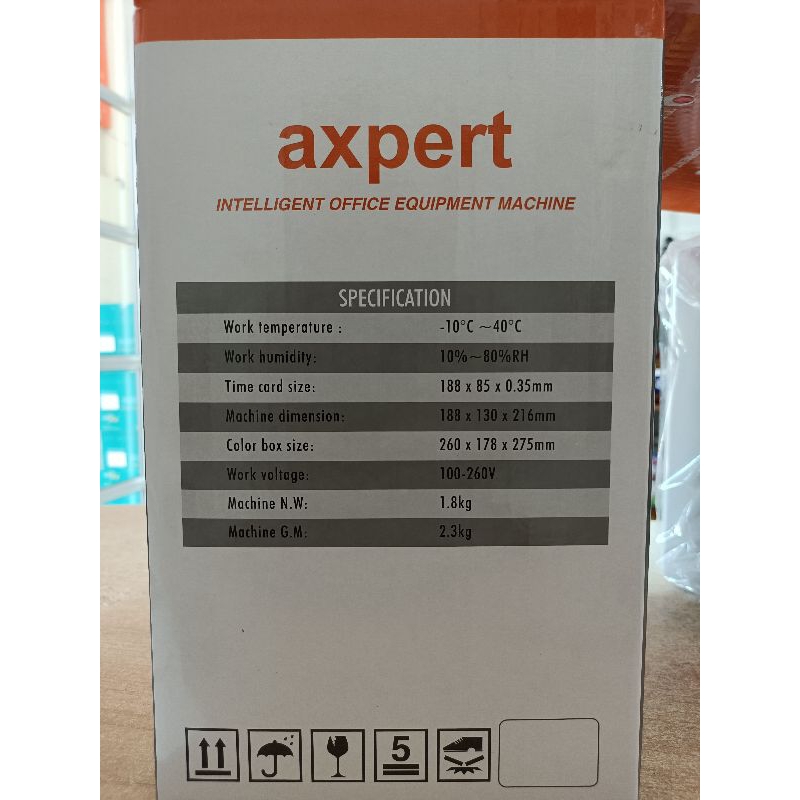 axpert
INTELLIGENT OFFICE EQUIPMENT MACHINE
SPECIFICATION
Work temperature : -10°C ~40°C
Work humidity: 10%~80%RH
Time card size: 188 x 85 x 0.35mm
Machine dimension: 188 x 130 x 216mm
Color box size: 260 x 178 x 275mm
Work voltage: 100-260V
Machine N.W: 1.8kg
Machine G.M: 2.3kg
5